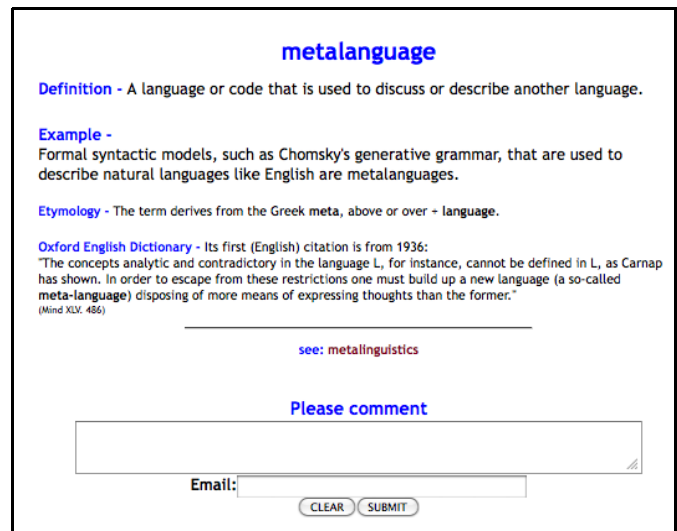 metalanguage
Definition - A language or code that is used to discuss or describe another language.
Example -
Formal syntactic models, such as Chomsky's generative grammar, that are used to
describe natural languages like English are metalanguages.
Etymology - The term derives from the Greek meta, above or over + language.
Oxford English Dictionary - Its first (English) citation is from 1936:
"The concepts analytic and contradictory in the language L, for instance, cannot be defined in L, as Carnap
has shown. In order to escape from these restrictions one must build up a new language (a so-called
meta-language) disposing of more means of expressing thoughts than the former."
(Mind XLV. 486)
see: metalinguistics
Please comment
Email:
CLEAR SUBMIT